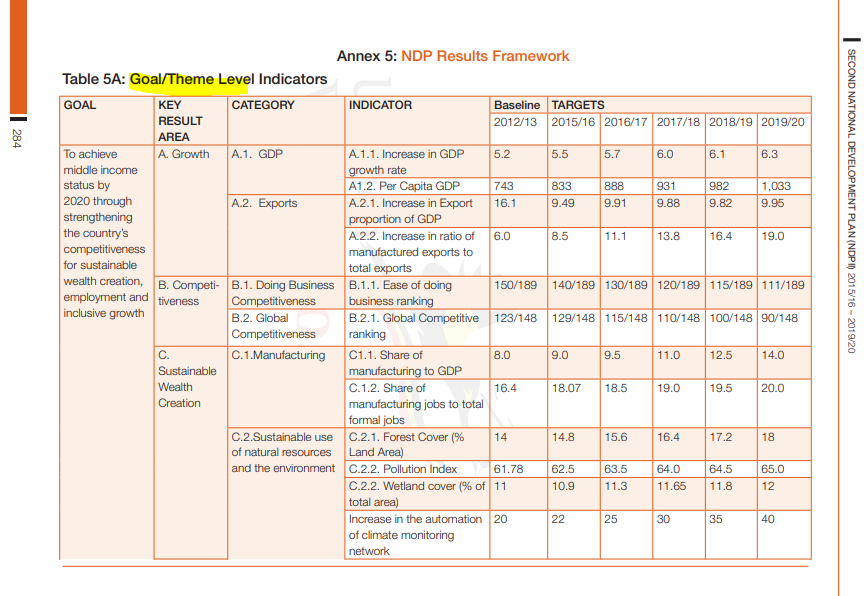 Annex 5: NDP Results Framework
Table 5A: Goal/Theme Level Indicators
GOAL KEY RESULT AREA CATEGORY INDICATOR Baseline TARGETS
2012/13 2015/16 2016/17 2017/18 2018/19 2019/20
To achieve
middle income
status by
2020 through
strengthening
the country's
competitiveness
for sustainable
wealth creation,
employment and
inclusive growth
A. Growth
A.1. GDP
A.1.1. Increase in GDP
growth rate
5.2 5.5 5.7 6.0 6.1 6.3
A1.2. Per Capita GDP 743 833 888 931 982 1,033
A.2. Exports
A.2.1. Increase in Export
proportion of GDP
16.1 9.49 9.91 9.88 9.82 9.95
A.2.2. Increase in ratio of
manufactured exports to
total exports
6.0 8.5 11.1 13.8 16.4 19.0
B. Competi-
tiveness
B.1. Doing Business
Competitiveness
B.1.1. Ease of doing
business ranking
150/189 140/189 130/189 120/189 115/189 111/189
B.2. Global
Competitiveness
B.2.1. Global Competitive
ranking
123/148 129/148 115/148 110/148 100/148 90/148
C.
Sustainable
Wealth
Creation
C.1.Manufacturing
C1.1. Share of
manufacturing to GDP
8.0 9.0 9.5 11.0 12.5 14.0
C.1.2. Share of
manufacturing jobs to total
formal jobs
16.4 18.07 18.5 19.0 19.5 20.0
C.2.Sustainable use
of natural resources
and the environment
C.2.1. Forest Cover (%
Land Area)
14 14.8 15.6 16.4 17.2 18
C.2.2. Pollution Index 61.78 62.5 63.5 64.0 64.5 65.0
C.2.2. Wetland cover (% of
total area)
11 10.9 11.3 11.65 11.8 12
Increase in the automation
of climate monitoring
network
20 22 25 30 35 40
284
SECOND NATIONAL DEVELOPMENT PLAN (NDPII) 2015/16 – 2019/20